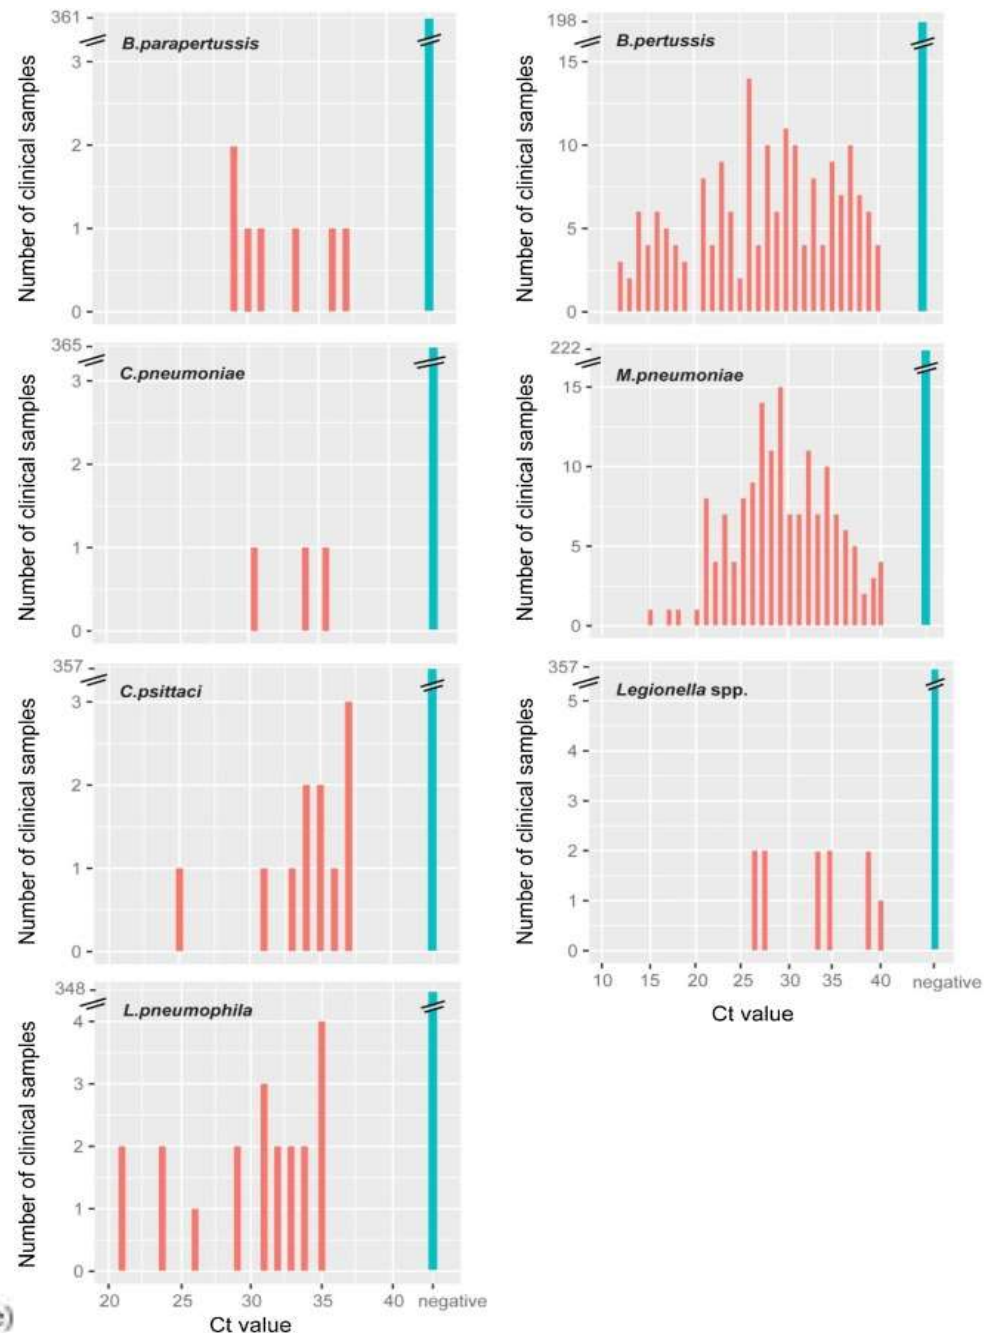 361
B.parapertussis
3
2
1
0
Number of clinical samples
198
B.pertussis
15
10
5
0
Number of clinical samples
365
C.pneumoniae
3
2
1
0
Number of clinical samples
222
M.pneumoniae
15
10
5
0
Number of clinical samples
357
C.psittaci
3
2
1
0
Number of clinical samples
357
Legionella spp.
5
4
3
2
1
0
Number of clinical samples
10 15 20 25 30 35 40 negative
Ct value
348
L.pneumophila
4
3
2
1
0
Number of clinical samples
20 25 30 35 40 negative
Ct value